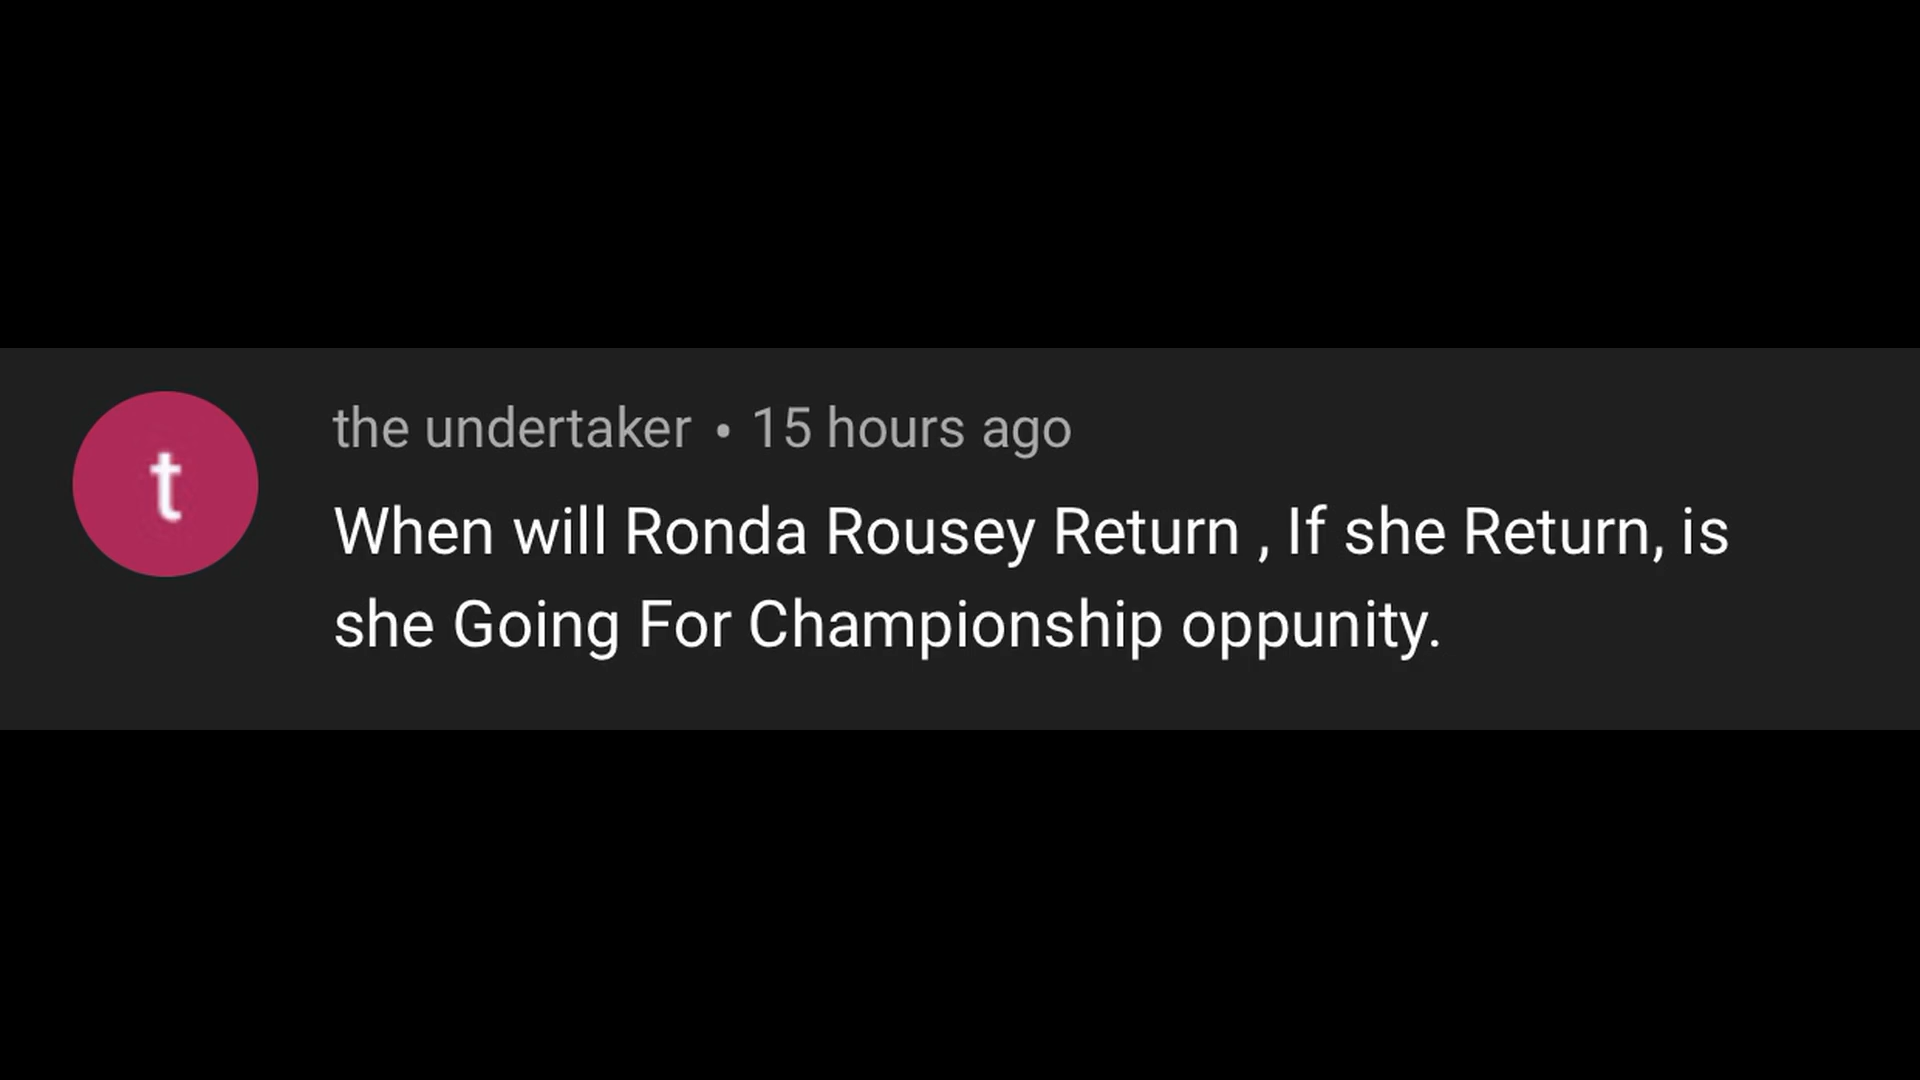 t
the undertaker • 15 hours ago
When will Ronda Rousey Return , If she Return, is
she Going For Championship oppunity.